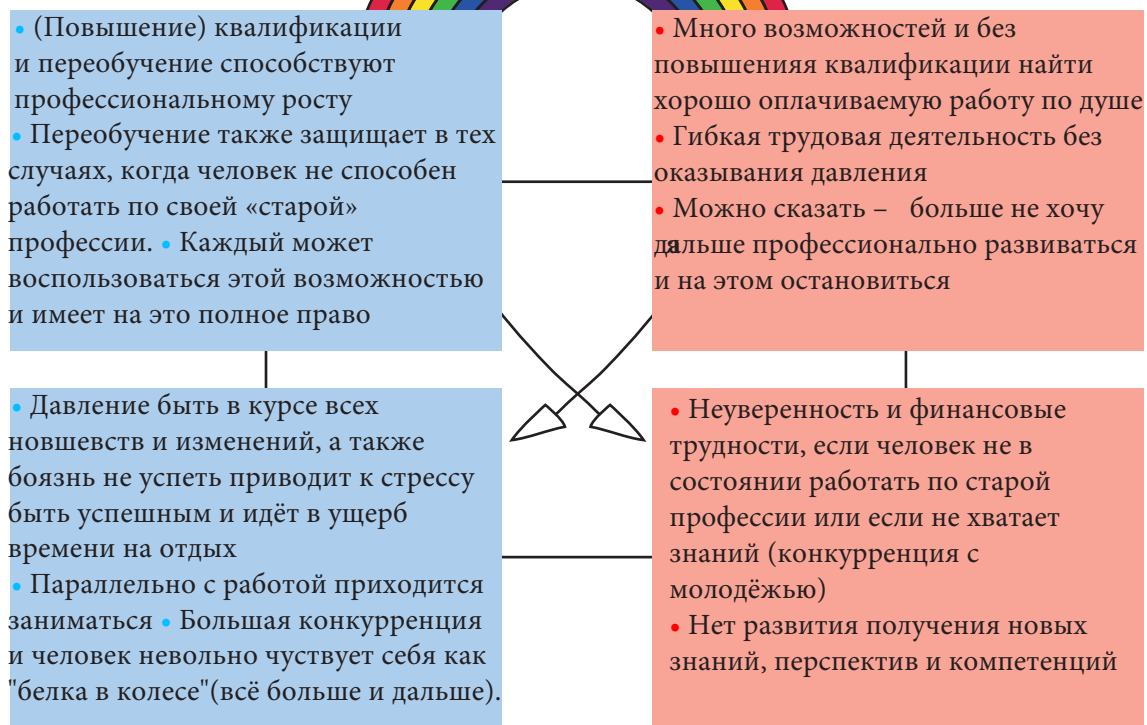 • (Повышение) квалификации
и переобучение способствуют
профессиональному росту
• Переобучение также защищает в тех
случаях, когда человек не способен
работать по своей «старой»
профессии. • Каждый может
воспользоваться этой возможностью
и имеет на это полное право
• Много возможностей и без
повышенияя квалификации найти
хорошо оплачиваемую работу по душе
• Гибкая трудовая деятельность без
оказывания давления
• Можно сказать – больше не хочу
дальше профессионально развиваться
и на этом остановиться
• Давление быть в курсе всех
новшевств и изменений, а также
боязнь не успеть приводит к стрессу
быть успешным и идёт в ущерб
времени на отдых
• Параллельно с работой приходится
заниматься • Большая конкурренция
и человек невольно чуствует себя как
"белка в колесе"(всё больше и дальше).
• Неуверенность и финансовые
трудности, если человек не в
состоянии работать по старой
профессии или если не хватает
знаний (конкурренция с
молодёжью)
• Нет развития получения новых
знаний, перспектив и компетенций